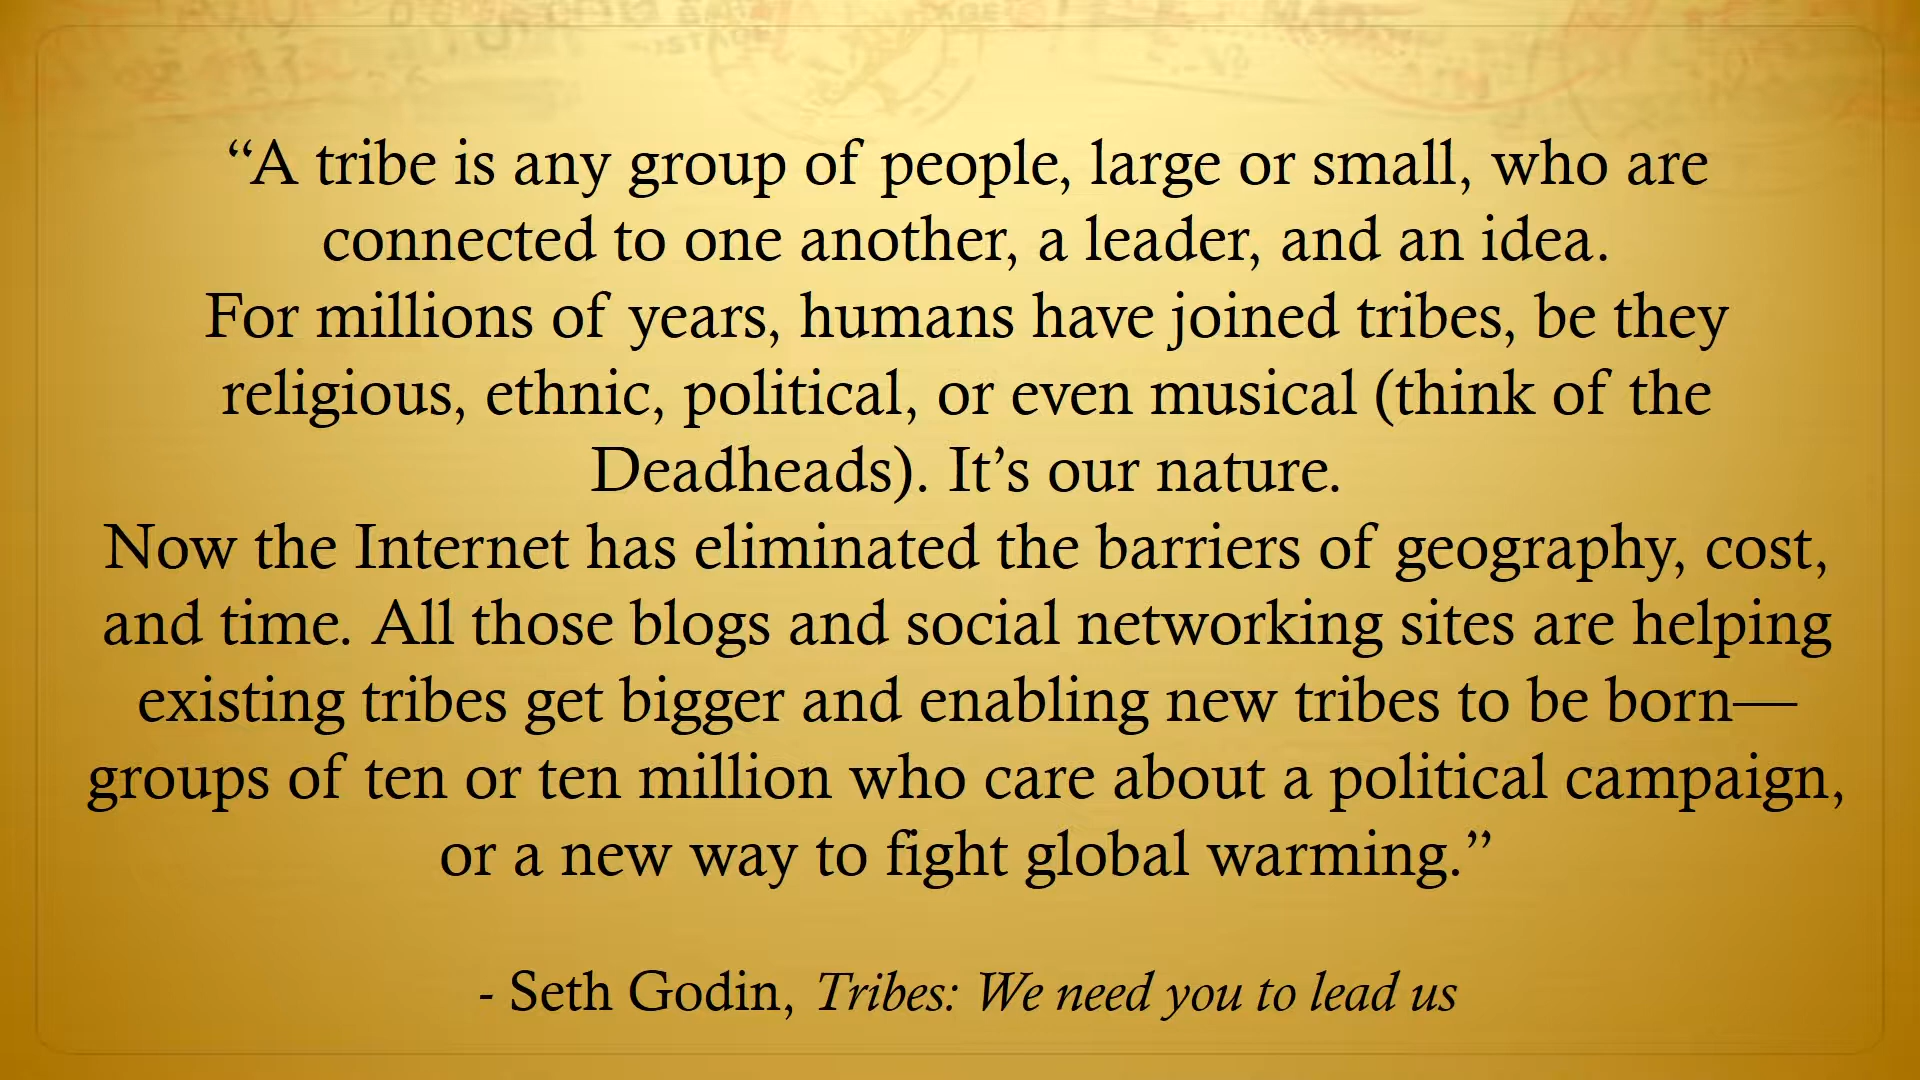 “A tribe is any group of people, large or small, who are
connected to one another, a leader, and an idea.
For millions of years, humans have joined tribes, be they
religious, ethnic, political, or even musical (think of the
Deadheads). It’s our nature.
Now the Internet has eliminated the barriers of geography, cost,
and time. All those blogs and social networking sites are helping
existing tribes get bigger and enabling new tribes to be born—
groups of ten or ten million who care about a political campaign,
or a new way to fight global warming.”
- Seth Godin, Tribes: We need you to lead us